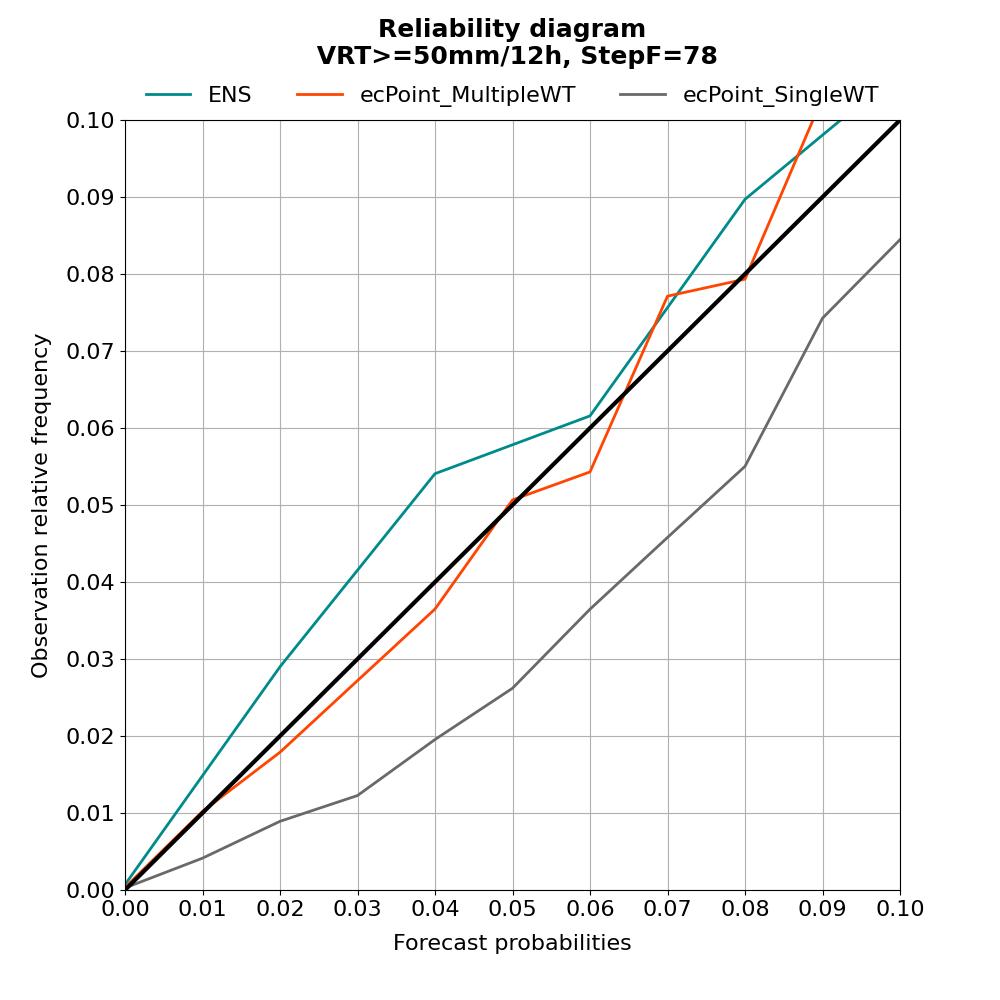 Reliability diagram
VRT>=50mm/12h, StepF=78
ENS ecPoint_MultipleWT ecPoint_SingleWT
0.10
0.09
0.08
0.07
0.06
0.05
0.04
0.03
0.02
0.01
0.00
Observation relative frequency
0.00 0.01 0.02 0.03 0.04 0.05 0.06 0.07 0.08 0.09 0.10
Forecast probabilities